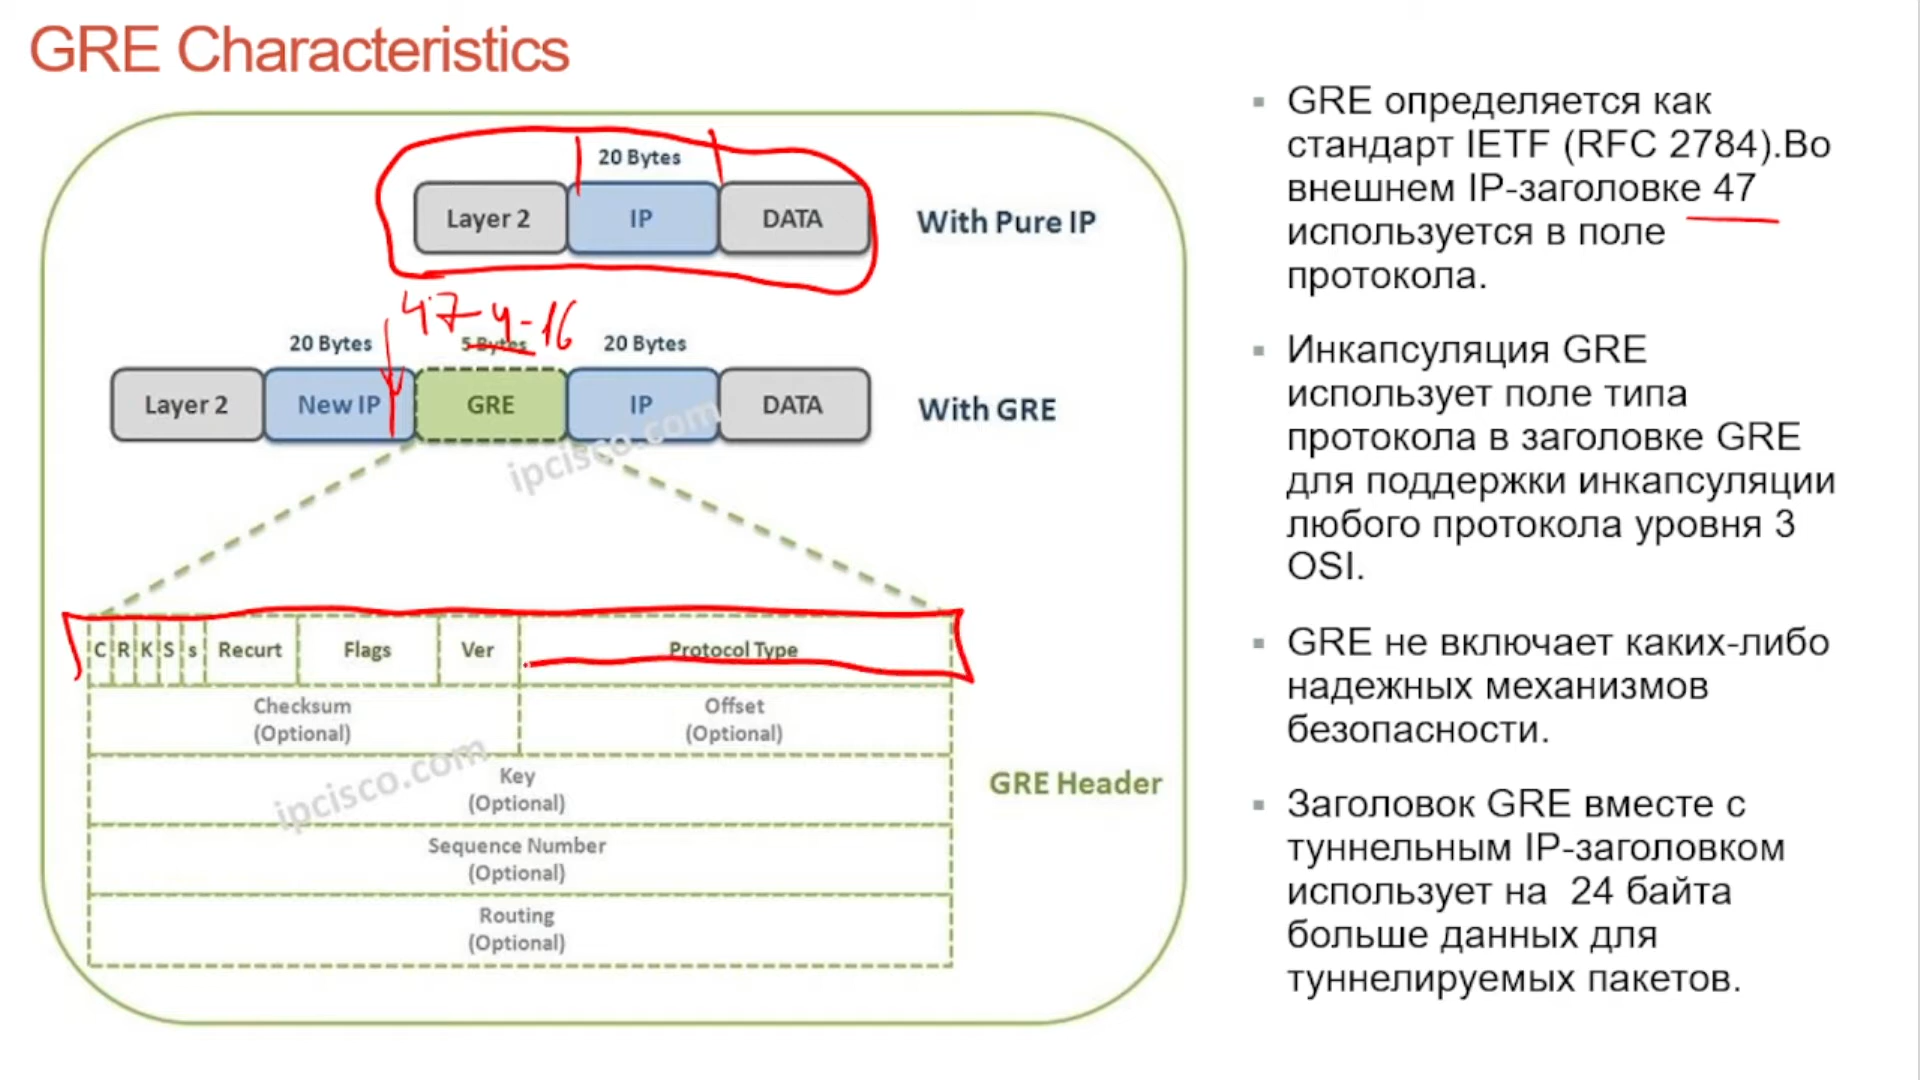 GRE Characteristics
20 Bytes
Layer 2 IP DATA With Pure IP
47 4-16
20 Bytes 5 Bytes 20 Bytes
Layer 2 New IP GRE IP DATA With GRE
ipcisco.com
C R K S s Recurt Flags Ver Protocol Type
Checksum Offset
(Optional) (Optional)
ipcisco.com
Key
(Optional)
GRE Header
Sequence Number
(Optional)
Routing
(Optional)
▪ GRE определяется как
стандарт IETF (RFC 2784).Во
внешнем IP-заголовке 47
используется в поле
протокола.
▪ Инкапсуляция GRE
использует поле типа
протокола в заголовке GRE
для поддержки инкапсуляции
любого протокола уровня 3
OSI.
▪ GRE не включает каких-либо
надежных механизмов
безопасности.
▪ Заголовок GRE вместе с
туннельным IP-заголовком
использует на 24 байта
больше данных для
туннелируемых пакетов.